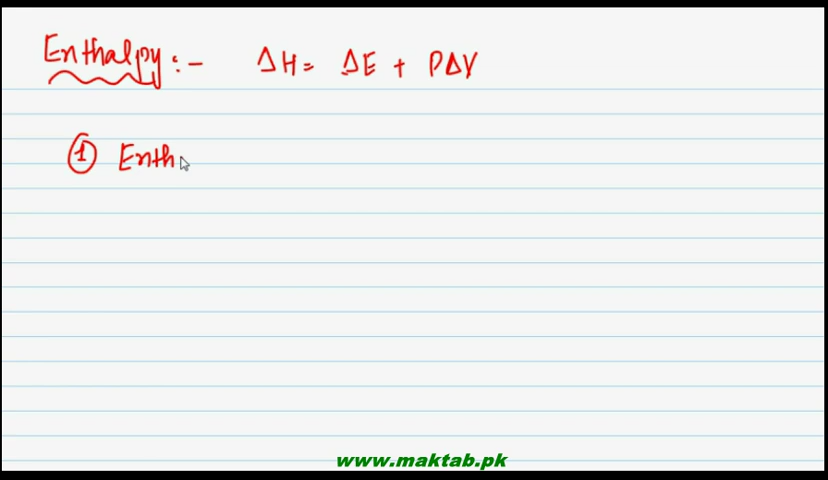 Enthalpy :- ΔH = ΔE + PΔV
① Enth
www.maktab.pk